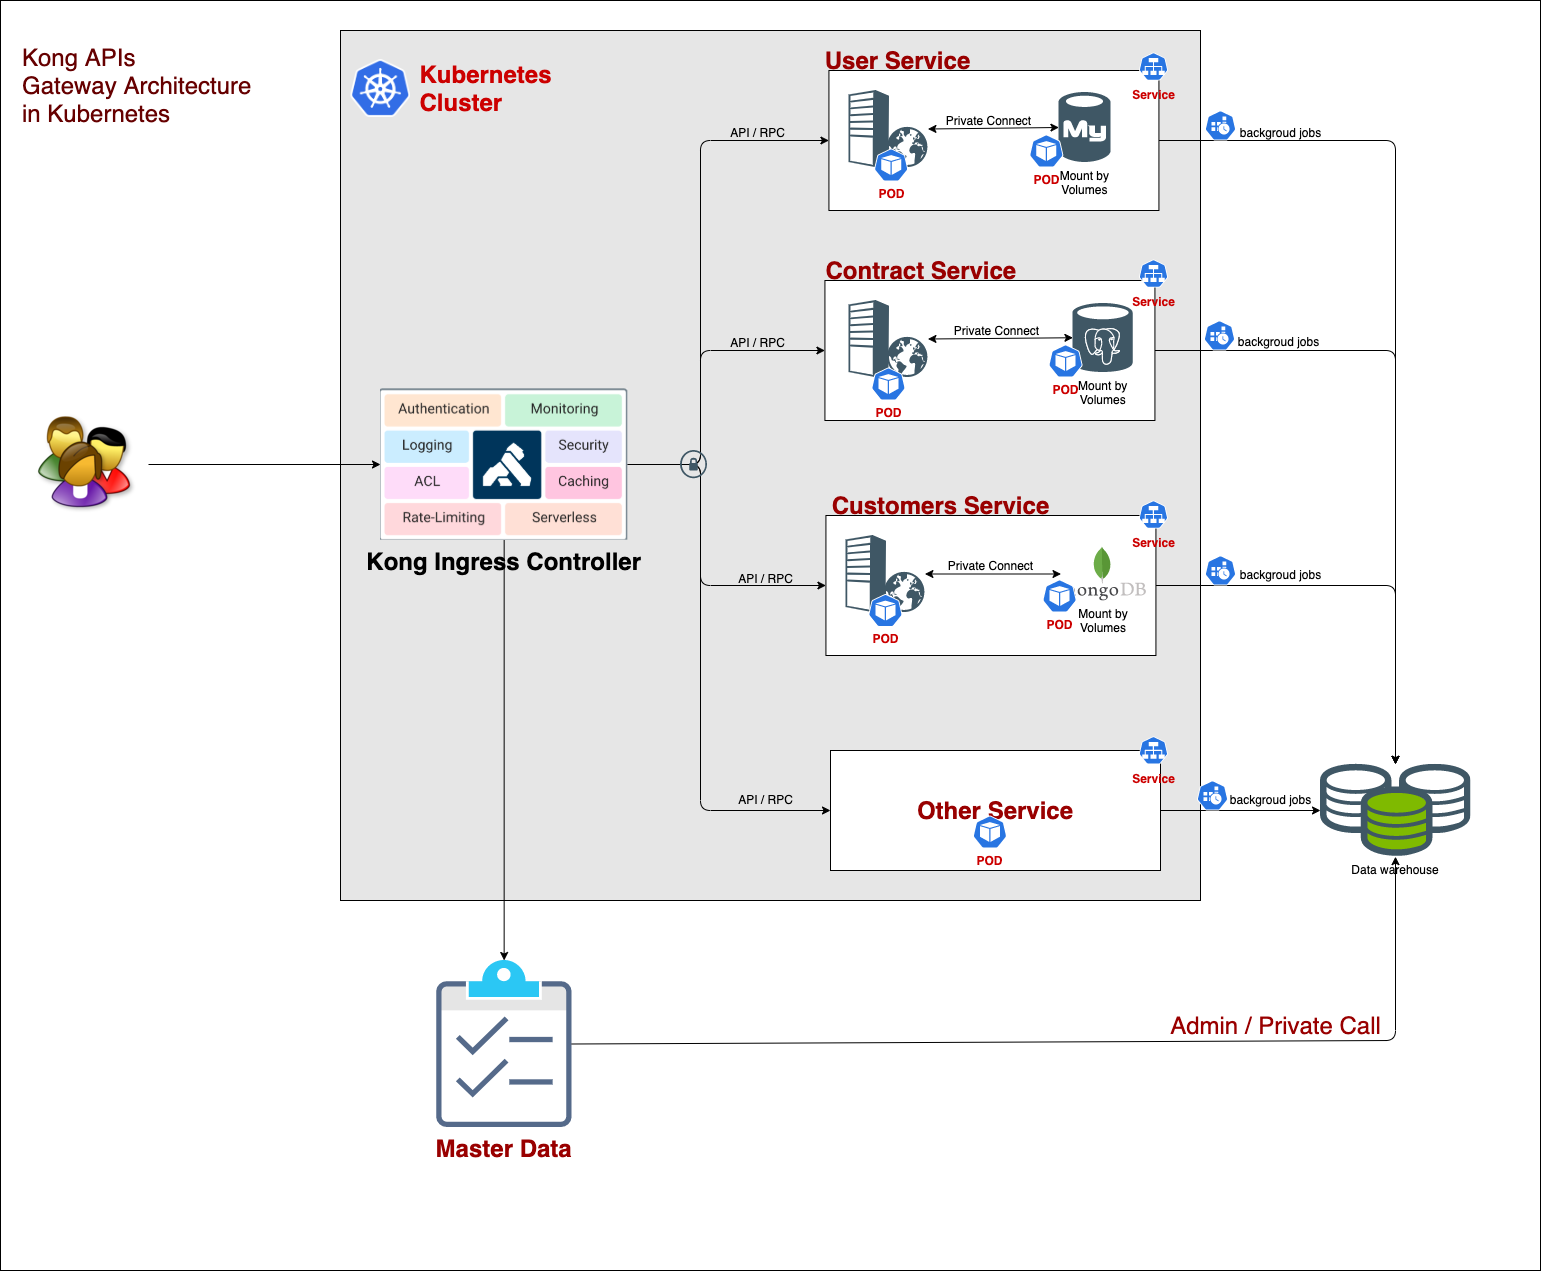 Kong APIs
Gateway Architecture
in Kubernetes
Kubernetes
Cluster
User Service
Service
API / RPC
Private Connect
My
POD
POD
Mount by
Volumes
backgroud jobs
Contract Service
Service
API / RPC
Private Connect
POD
POD
Mount by
Volumes
backgroud jobs
Authentication
Monitoring
Logging
Security
ACL
Caching
Rate-Limiting
Serverless
Kong Ingress Controller
Customers Service
Service
API / RPC
Private Connect
ongoDB
POD
POD
Mount by
Volumes
backgroud jobs
Service
API / RPC
Other Service
POD
backgroud jobs
Data warehouse
Admin / Private Call
Master Data